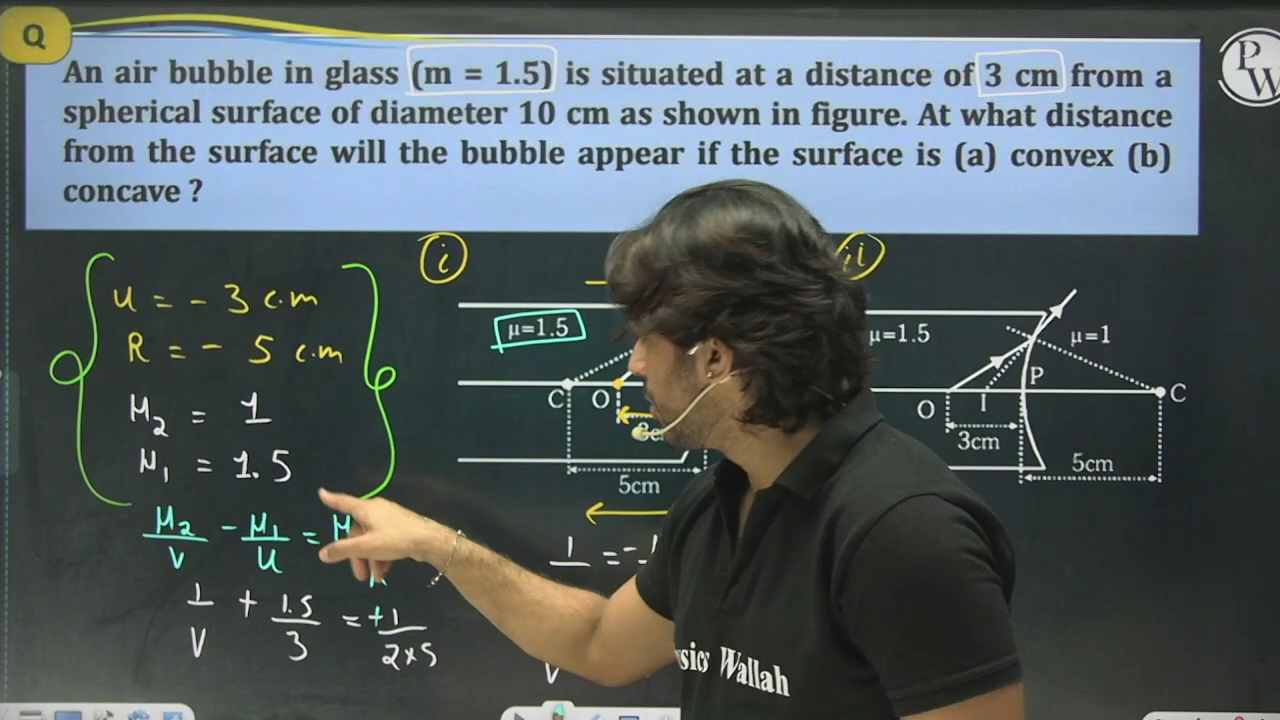 Q
An air bubble in glass (m = 1.5) is situated at a distance of 3 cm from a
spherical surface of diameter 10 cm as shown in figure. At what distance
from the surface will the bubble appear if the surface is (a) convex (b)
concave ?
PW
u = - 3 c.m
R = - 5 c.m
μ₂ = 1
μ₁ = 1.5
μ₂/v - μ₁/u =
1/v + 1.5/3 = +1/2×5
i
μ=1.5
C O
5cm
ii
μ=1.5 μ=1
P
O I C
3cm
5cm
Wallah